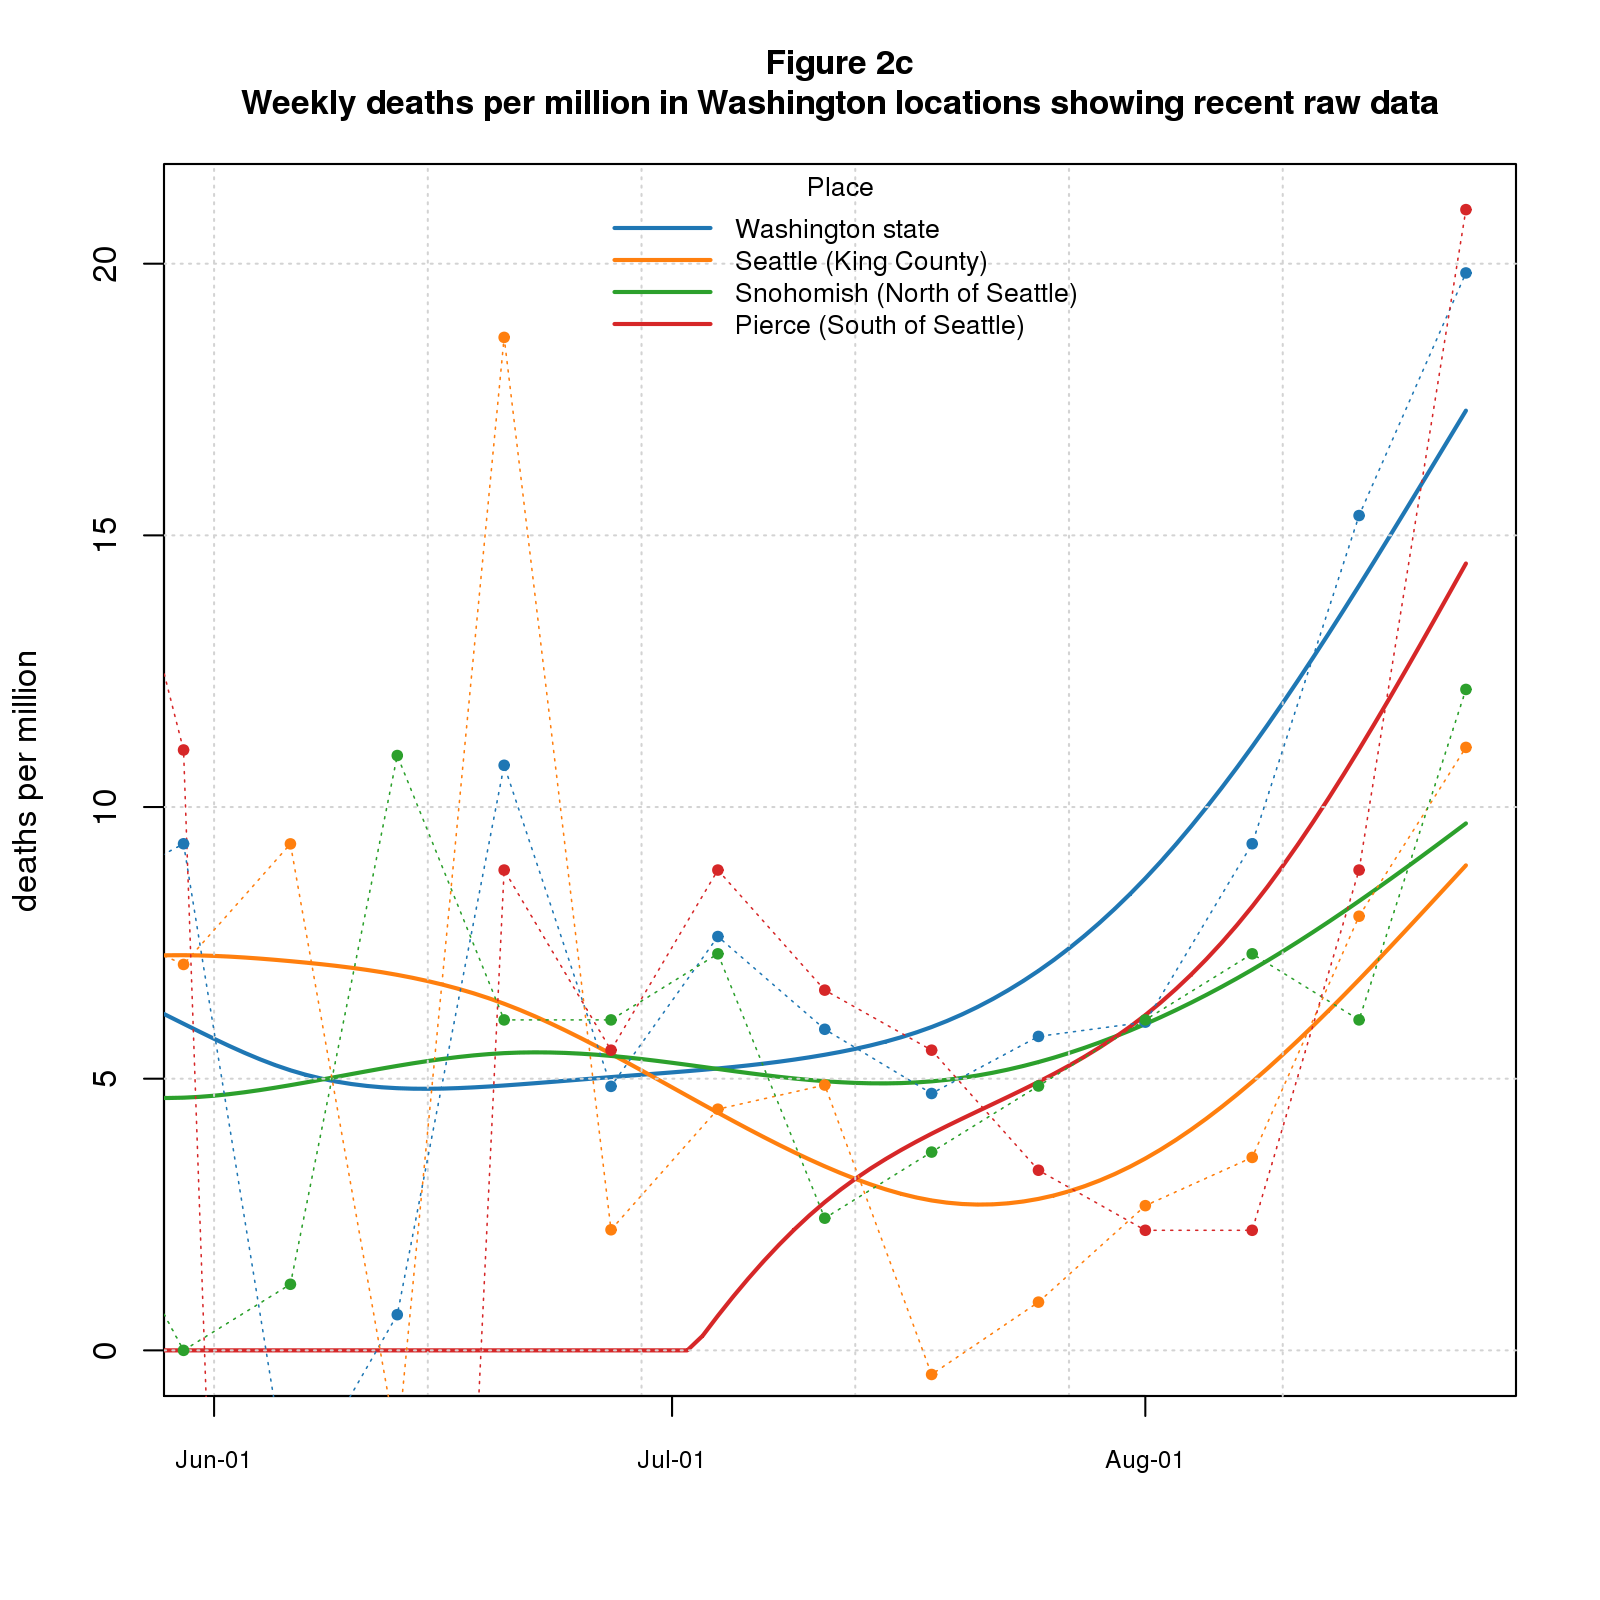 Figure 2c
Weekly deaths per million in Washington locations showing recent raw data
Place
Washington state
Seattle (King County)
Snohomish (North of Seattle)
Pierce (South of Seattle)
deaths per million
20
15
10
5
0
Jun-01
Jul-01
Aug-01